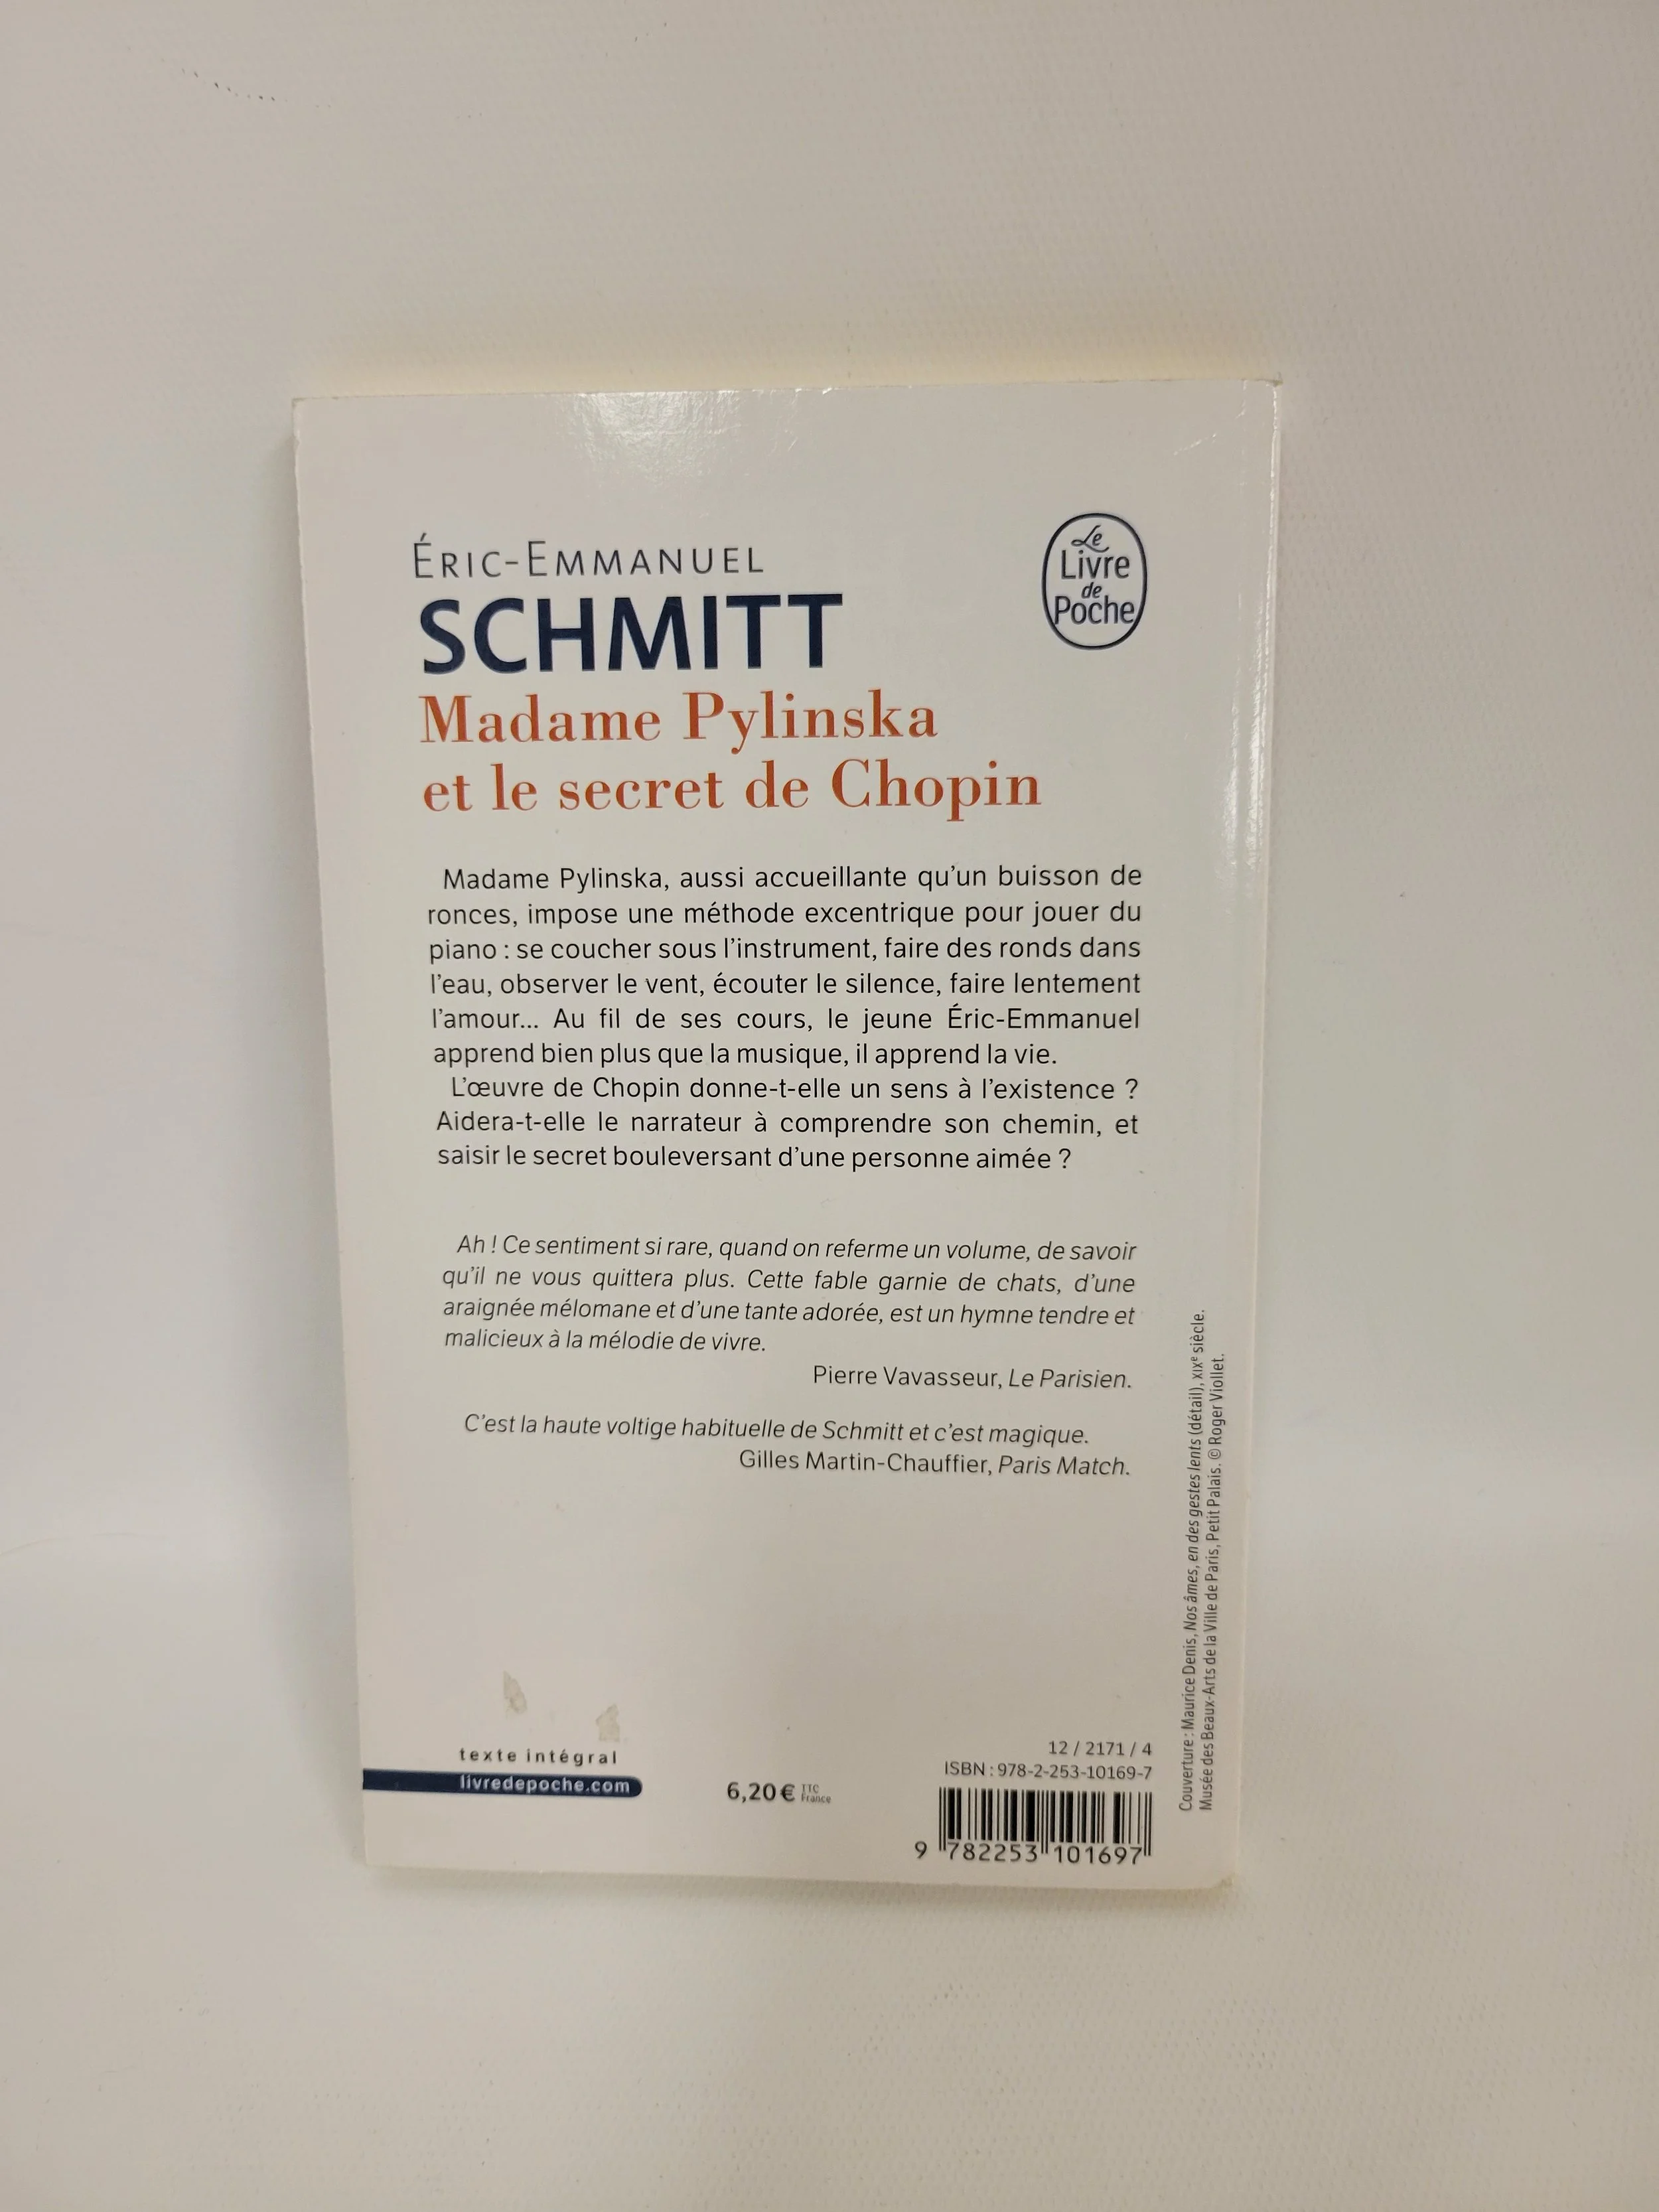 ÉRIC-EMMANUEL
SCHMITT
Le
Livre
de
Poche
Madame Pylinska
et le secret de Chopin
Madame Pylinska, aussi accueillante qu'un buisson de
ronces, impose une méthode excentrique pour jouer du
piano : se coucher sous l'instrument, faire des ronds dans
l'eau, observer le vent, écouter le silence, faire lentement
l'amour... Au fil de ses cours, le jeune Éric-Emmanuel
apprend bien plus que la musique, il apprend la vie.
L'œuvre de Chopin donne-t-elle un sens à l'existence ?
Aidera-t-elle le narrateur à comprendre son chemin, et
saisir le secret bouleversant d'une personne aimée ?
Ah ! Ce sentiment si rare, quand on referme un volume, de savoir
qu'il ne vous quittera plus. Cette fable garnie de chats, d'une
araignée mélomane et d'une tante adorée, est un hymne tendre et
malicieux à la mélodie de vivre.
Pierre Vavasseur, Le Parisien.
C'est la haute voltige habituelle de Schmitt et c'est magique.
Gilles Martin-Chauffier, Paris Match.
Couverture : Maurice Denis, Nos âmes, en des gestes lents (détail), XIXe siècle.
Musée des Beaux-Arts de la Ville de Paris, Petit Palais. © Roger Viollet.
texte intégral
livredepoche.com
6,20 € TTC
France
12 / 2171 / 4
ISBN : 978-2-253-10169-7
9 782253 101697